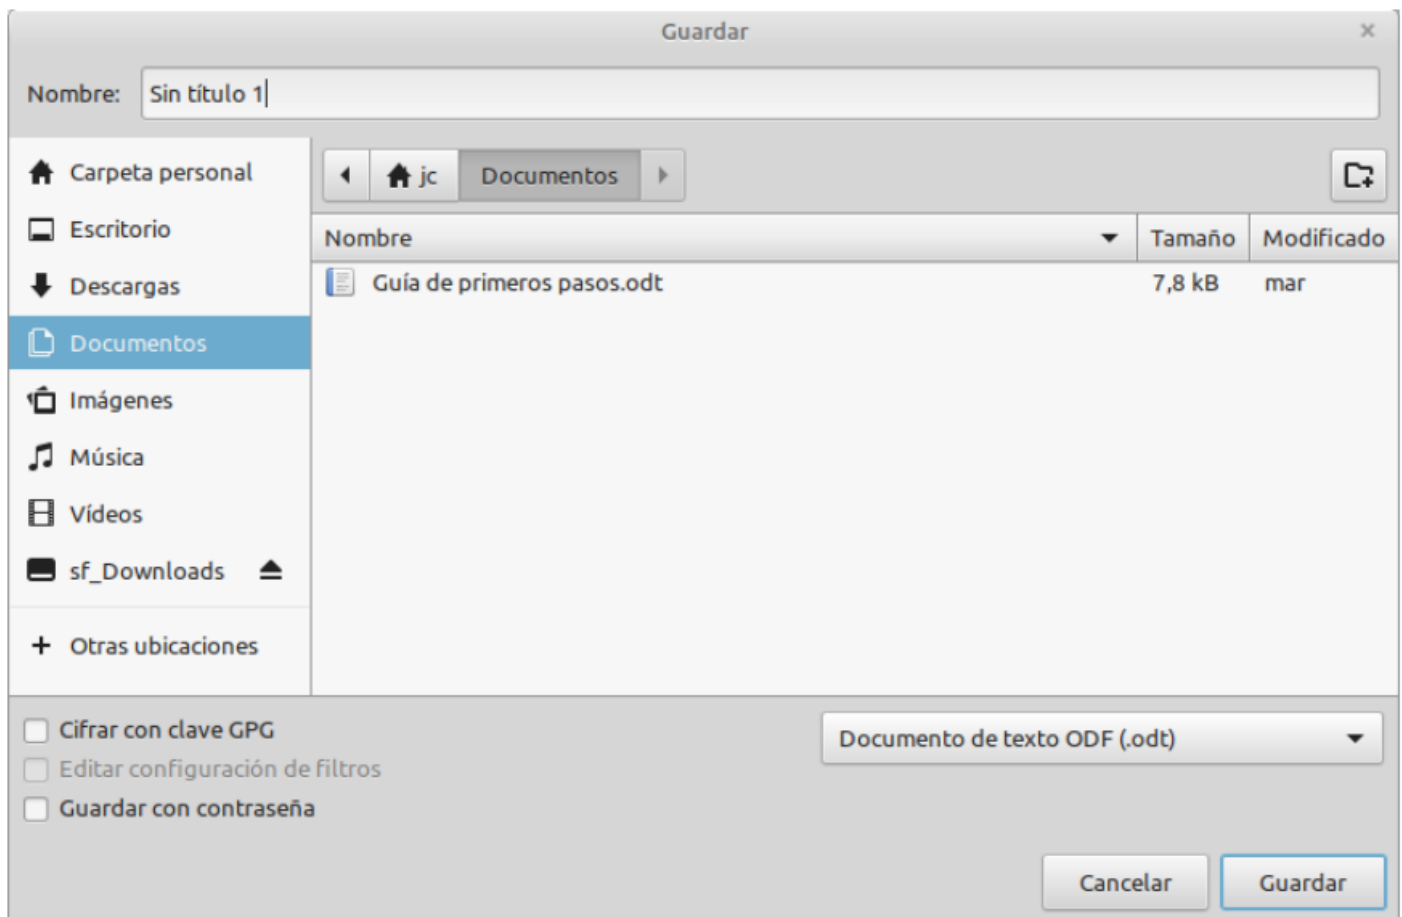 Guardar
Nombre: Sin título 1
Carpeta personal
Escritorio
Descargas
Documentos
Imágenes
Música
Vídeos
sf_Downloads
Otras ubicaciones
jc Documentos
Nombre Tamaño Modificado
Guía de primeros pasos.odt 7,8 kB mar
Cifrar con clave GPG
Editar configuración de filtros
Guardar con contraseña
Documento de texto ODF (.odt)
Cancelar Guardar